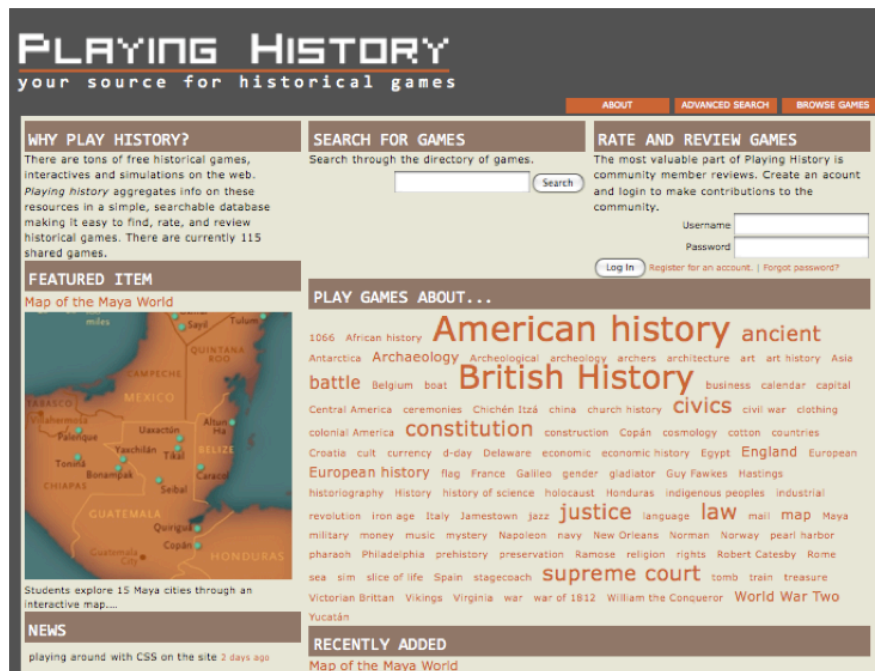 PLAYING HISTORY
your source for historical games
ABOUT
ADVANCED SEARCH
BROWSE GAMES
WHY PLAY HISTORY?
There are tons of free historical games,
interactives and simulations on the web.
Playing history aggregates info on these
resources in a simple, searchable database
making it easy to find, rate, and review
historical games. There are currently 115
shared games.
FEATURED ITEM
Map of the Maya World
miles
Sayil
Tulum
QUINTANA
ROO
CAMPECHE
MEXICO
TABASCO
Villahermosa
Palenque
Uaxactún
Altun
Ha
Yaxchilán
Tikal
BELIZE
Toniná
Bonampak
Caracol
CHIAPAS
Seibal
GUATEMALA
Quiriguá
Guatemala
City
Copán
HONDURAS
Students explore 15 Maya cities through an
interactive map....
NEWS
playing around with CSS on the site 2 days ago
SEARCH FOR GAMES
Search through the directory of games.
Search
RATE AND REVIEW GAMES
The most valuable part of Playing History is
community member reviews. Create an acount
and login to make contributions to the
community.
Username
Password
Log In Register for an account. | Forgot password?
PLAY GAMES ABOUT...
1066 African history American history ancient
Antarctica Archaeology Archeological archeology archers architecture art art history Asia
battle Belgium boat British History business calendar capital
Central America ceremonies Chichén Itzá china church history civics civil war clothing
colonial America constitution construction Copán cosmology cotton countries
Croatia cult currency d-day Delaware economic economic history Egypt England European
European history flag France Galileo gender gladiator Guy Fawkes Hastings
historiography History history of science holocaust Honduras indigenous peoples industrial
revolution iron age Italy Jamestown jazz justice language law mail map Maya
military money music mystery Napoleon navy New Orleans Norman Norway pearl harbor
pharaoh Philadelphia prehistory preservation Ramose religion rights Robert Catesby Rome
sea sim slice of life Spain stagecoach supreme court tomb train treasure
Victorian Brittan Vikings Virginia war war of 1812 William the Conqueror World War Two
Yucatán
RECENTLY ADDED
Map of the Maya World